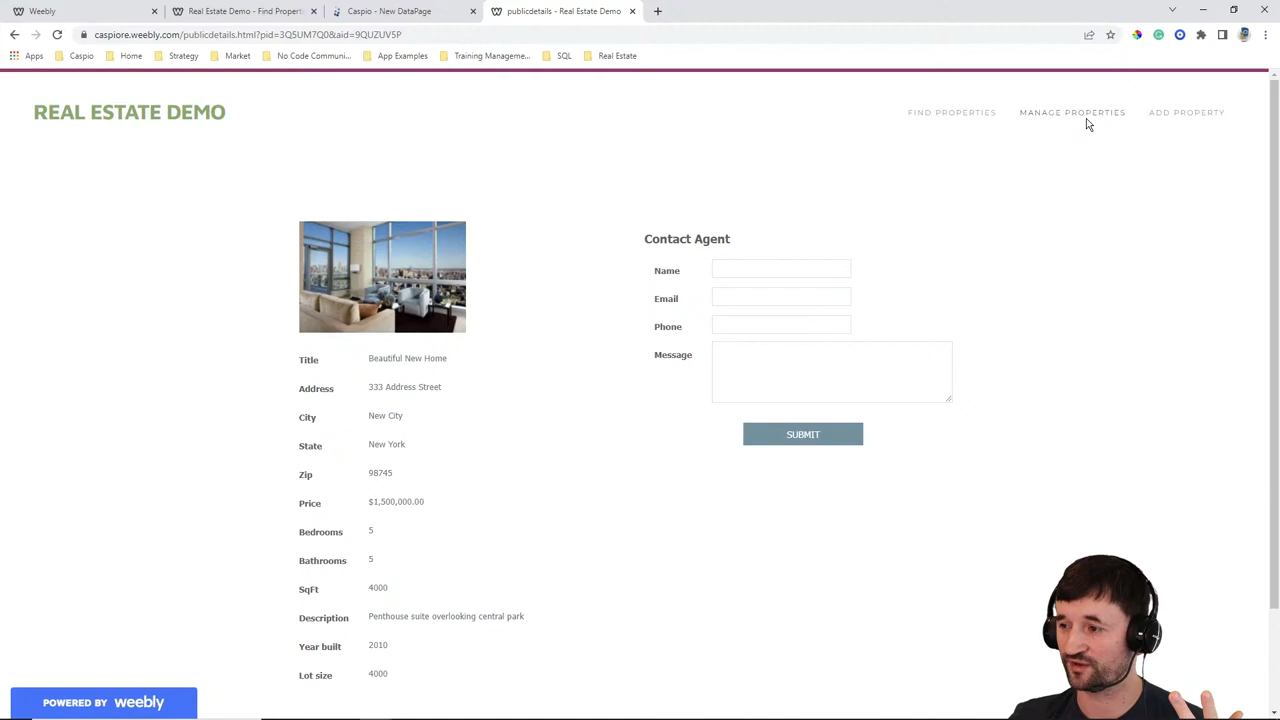 Weebly
Real Estate Demo - Find Properti
Caspio - New DataPage
publicdetails - Real Estate Demo
caspiore.weebly.com/publicdetails.html?pid=3QSUM7Q0&aid=9QUZUV5P
Apps
Caspio
Home
Strategy
Market
No Code Communi...
App Examples
Training Manageme...
SQL
Real Estate
REAL ESTATE DEMO
FIND PROPERTIES
MANAGE PROPERTIES
ADD PROPERTY
Title Beautiful New Home
Address 333 Address Street
City New City
State New York
Zip 98745
Price $1,500,000.00
Bedrooms 5
Bathrooms 5
SqFt 4000
Description Penthouse suite overlooking central park
Year built 2010
Lot size 4000
Contact Agent
Name
Email
Phone
Message
SUBMIT
POWERED BY weebly